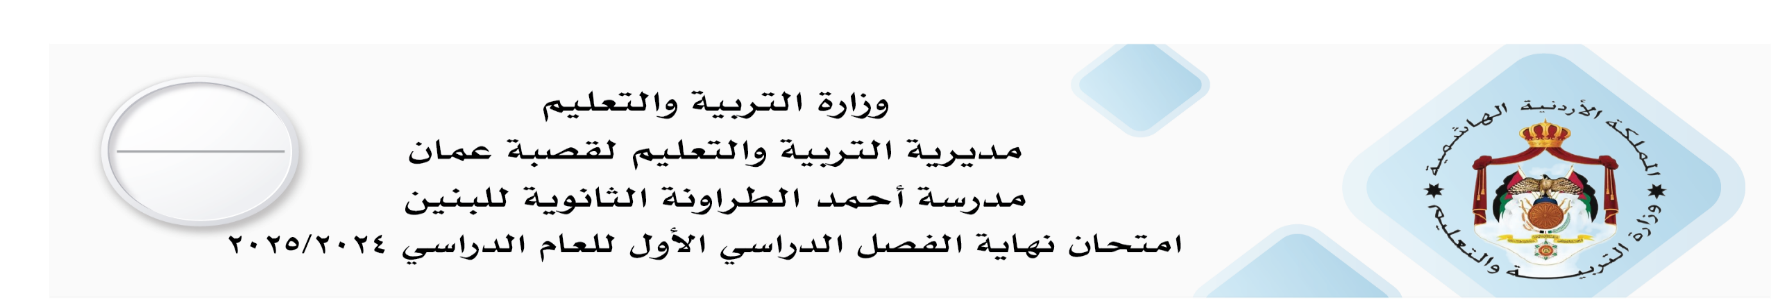 وزارة التربية والتعليم
مديرية التربية والتعليم لقصبة عمان
مدرسة أحمد الطراونة الثانوية للبنين
امتحان نهاية الفصل الدراسي الأول للعام الدراسي ٢٠٢٥/٢٠٢٤
المملكة الأردنية الهاشمية
وزارة التربية والتعليم